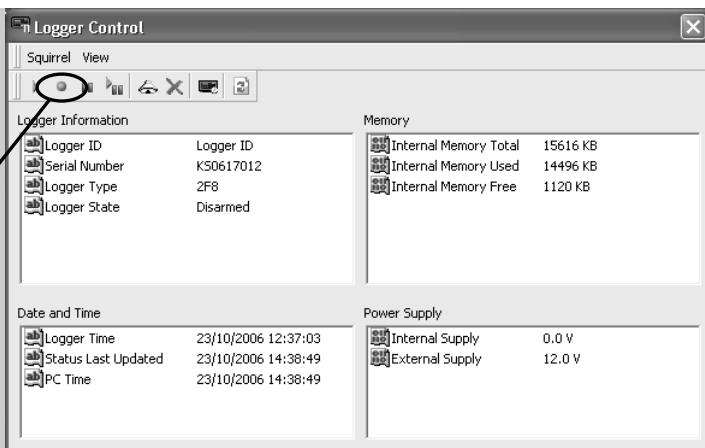 Logger Control
Squirrel View
Logger Information
Logger ID Logger ID
Serial Number KS0617012
Logger Type 2F8
Logger State Disarmed
Memory
Internal Memory Total 15616 KB
Internal Memory Used 14496 KB
Internal Memory Free 1120 KB
Date and Time
Logger Time 23/10/2006 12:37:03
Status Last Updated 23/10/2006 14:38:49
PC Time 23/10/2006 14:38:49
Power Supply
Internal Supply 0.0 V
External Supply 12.0 V